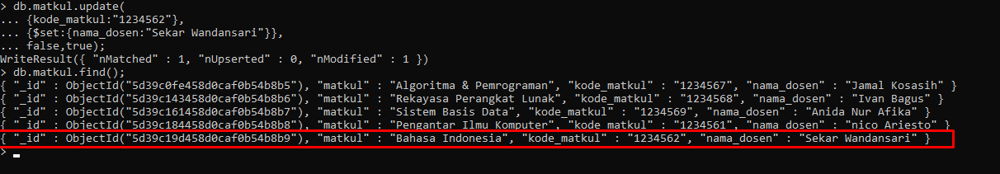 > db.matkul.update(
... {kode_matkul:"1234562"},
... {$set:{nama_dosen:"Sekar Wandansari"}},
... false,true);
WriteResult({ "nMatched" : 1, "nUpserted" : 0, "nModified" : 1 })
> db.matkul.find();
{ "_id" : ObjectId("5d39c0fe458d0caf0b54b8b5"), "matkul" : "Algoritma & Pemrograman", "kode_matkul" : "1234567", "nama_dosen" : "Jamal Kosasih" }
{ "_id" : ObjectId("5d39c143458d0caf0b54b8b6"), "matkul" : "Rekayasa Perangkat Lunak", "kode_matkul" : "1234568", "nama_dosen" : "Ivan Bagus" }
{ "_id" : ObjectId("5d39c161458d0caf0b54b8b7"), "matkul" : "Sistem Basis Data", "kode_matkul" : "1234569", "nama_dosen" : "Anida Nur Afika" }
{ "_id" : ObjectId("5d39c184458d0caf0b54b8b8"), "matkul" : "Pengantar Ilmu Komputer", "kode_matkul" : "1234561", "nama_dosen" : "nico Ariesto" }
{ "_id" : ObjectId("5d39c19d458d0caf0b54b8b9"), "matkul" : "Bahasa Indonesia", "kode_matkul" : "1234562", "nama_dosen" : "Sekar Wandansari" }
>